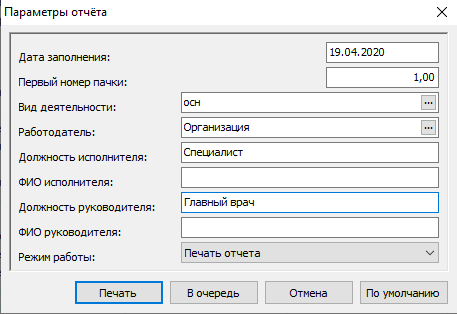 Параметры отчёта
Дата заполнения: 19.04.2020
Первый номер пачки: 1,00
Вид деятельности: осн ...
Работодатель: Организация ...
Должность исполнителя: Специалист
ФИО исполнителя:
Должность руководителя: Главный врач
ФИО руководителя:
Режим работы: Печать отчета
Печать В очередь Отмена По умолчанию